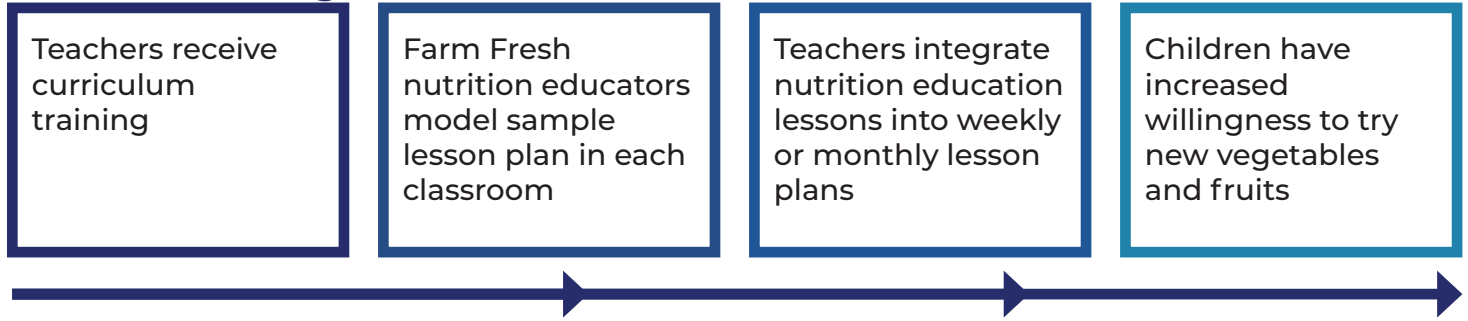 Teachers receive
curriculum
training
Farm Fresh
nutrition educators
model sample
lesson plan in each
classroom
Teachers integrate
nutrition education
lessons into weekly
or monthly lesson
plans
Children have
increased
willingness to try
new vegetables
and fruits